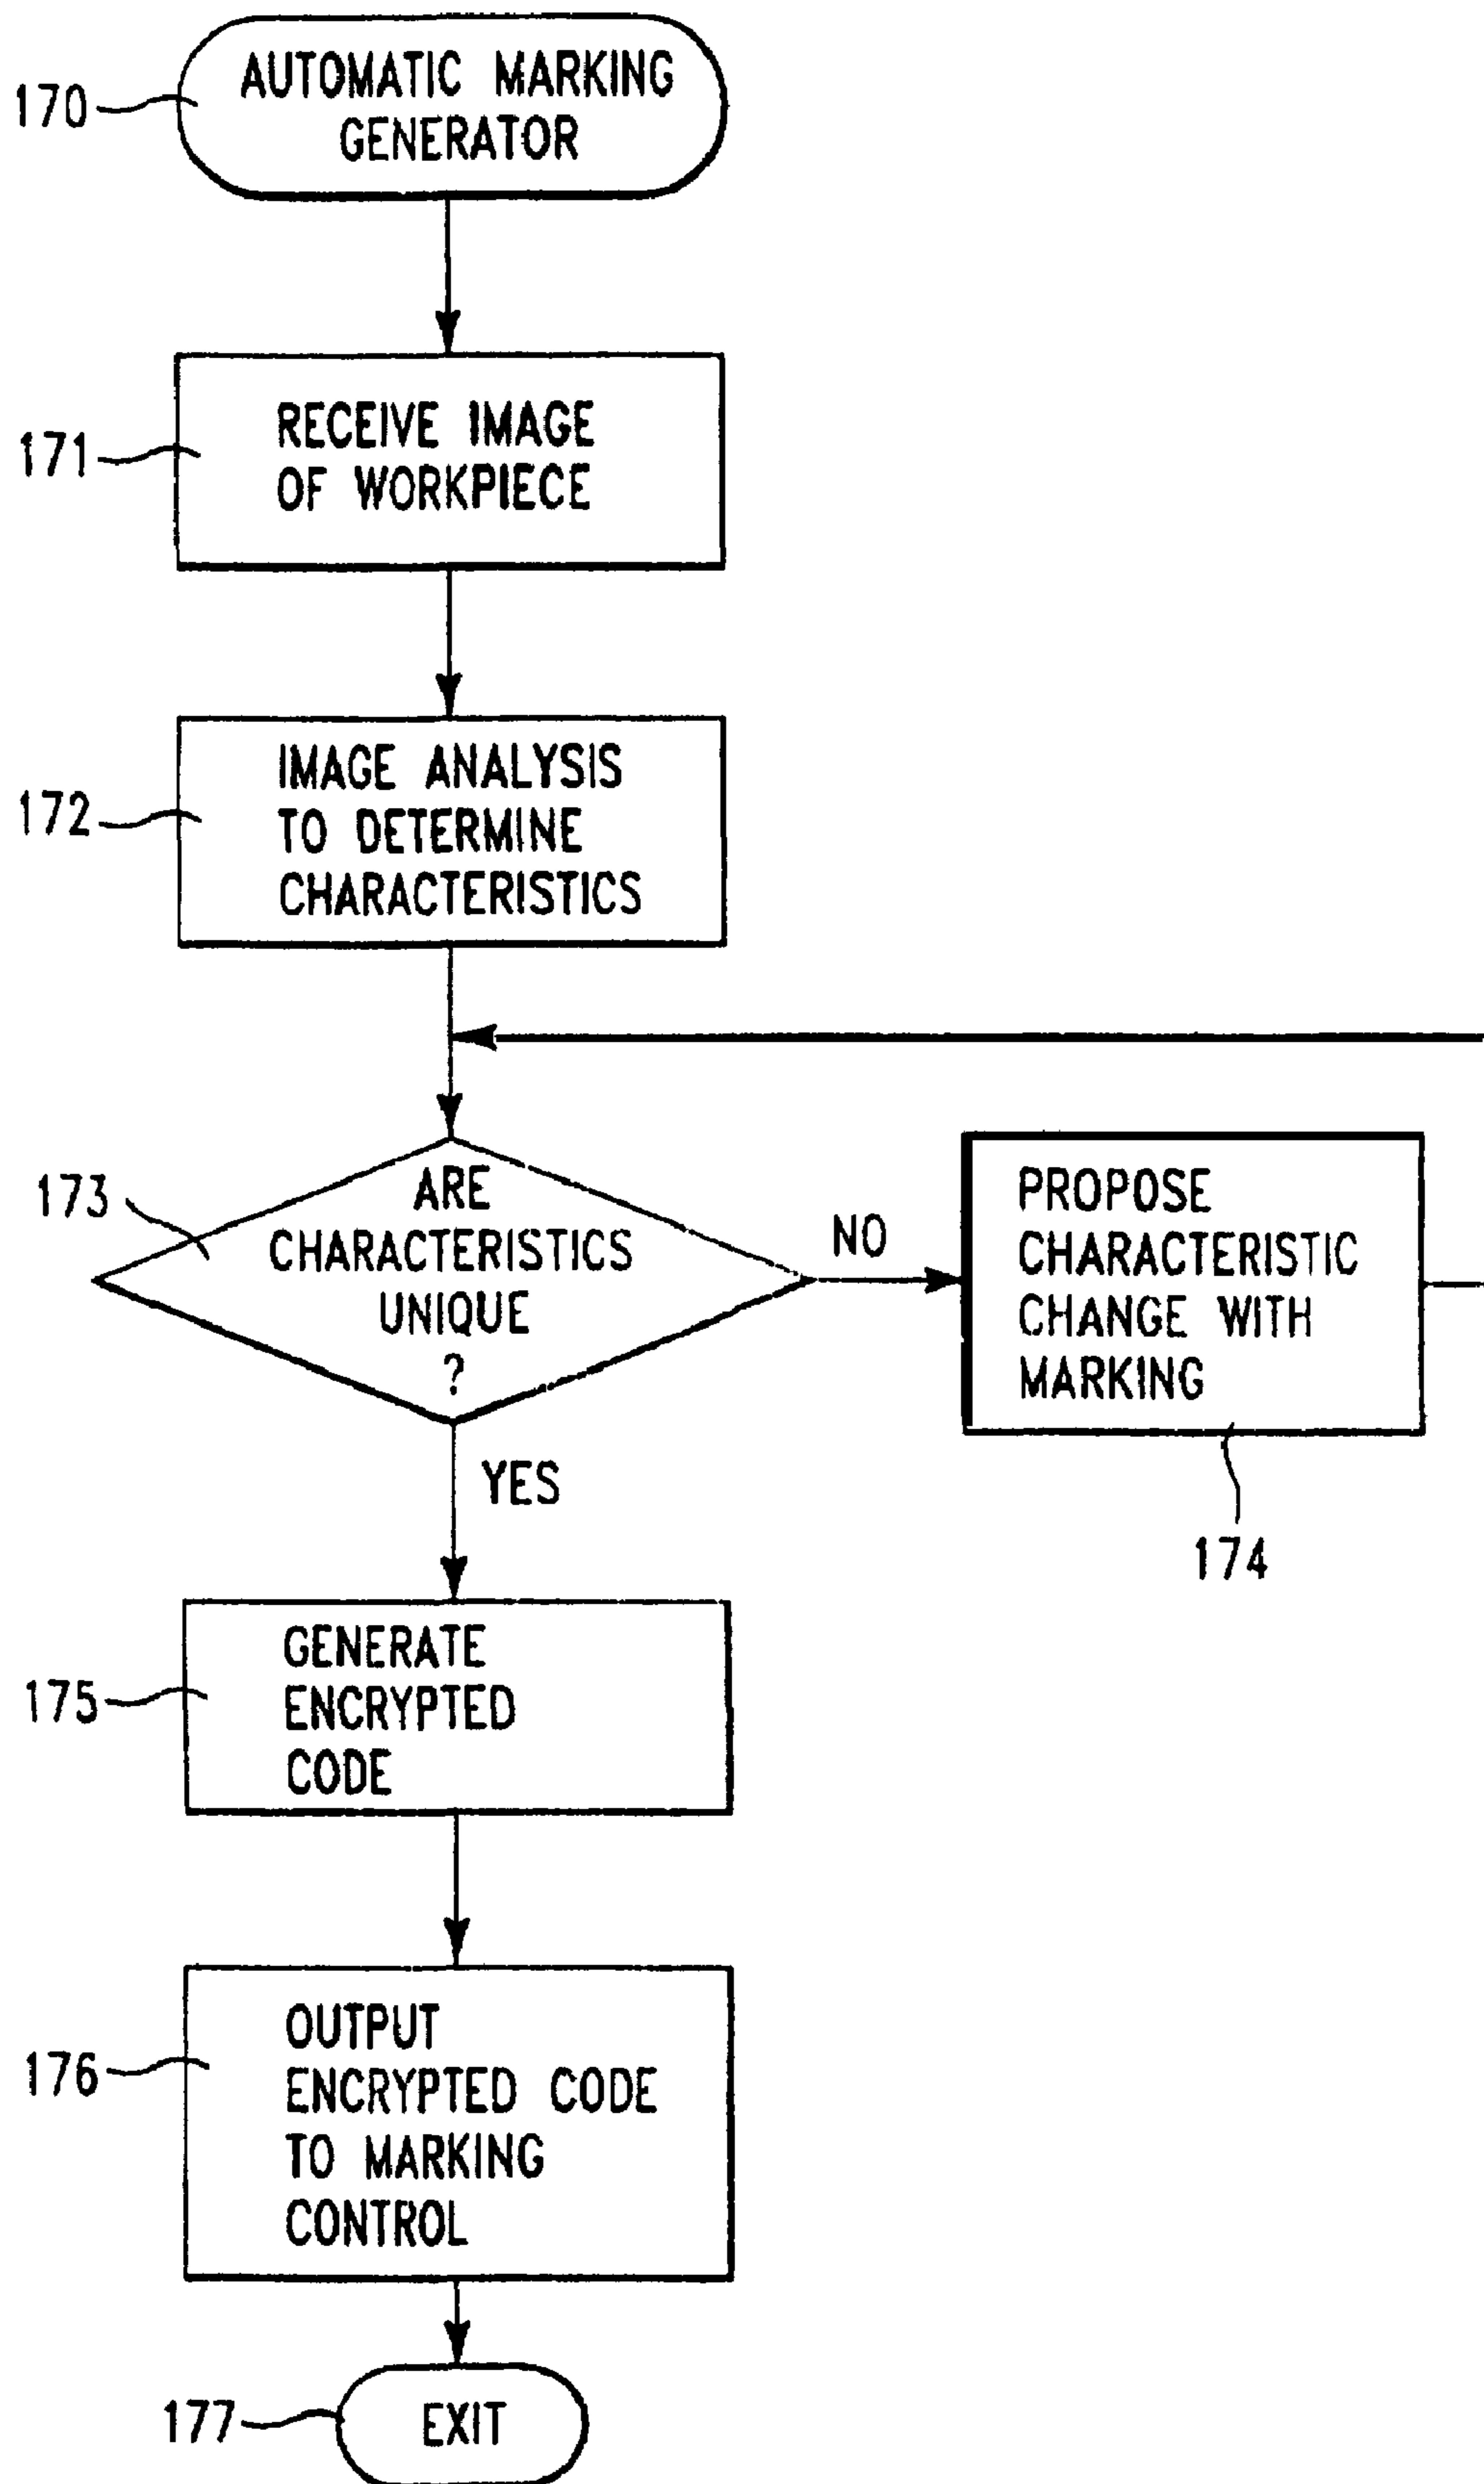 170
AUTOMATIC MARKING
GENERATOR
171
RECEIVE IMAGE
OF WORKPIECE
172
IMAGE ANALYSIS
TO DETERMINE
CHARACTERISTICS
173
ARE
CHARACTERISTICS
UNIQUE
?
NO
PROPOSE
CHARACTERISTIC
CHANGE WITH
MARKING
174
YES
175
GENERATE
ENCRYPTED
CODE
176
OUTPUT
ENCRYPTED CODE
TO MARKING
CONTROL
177
EXIT